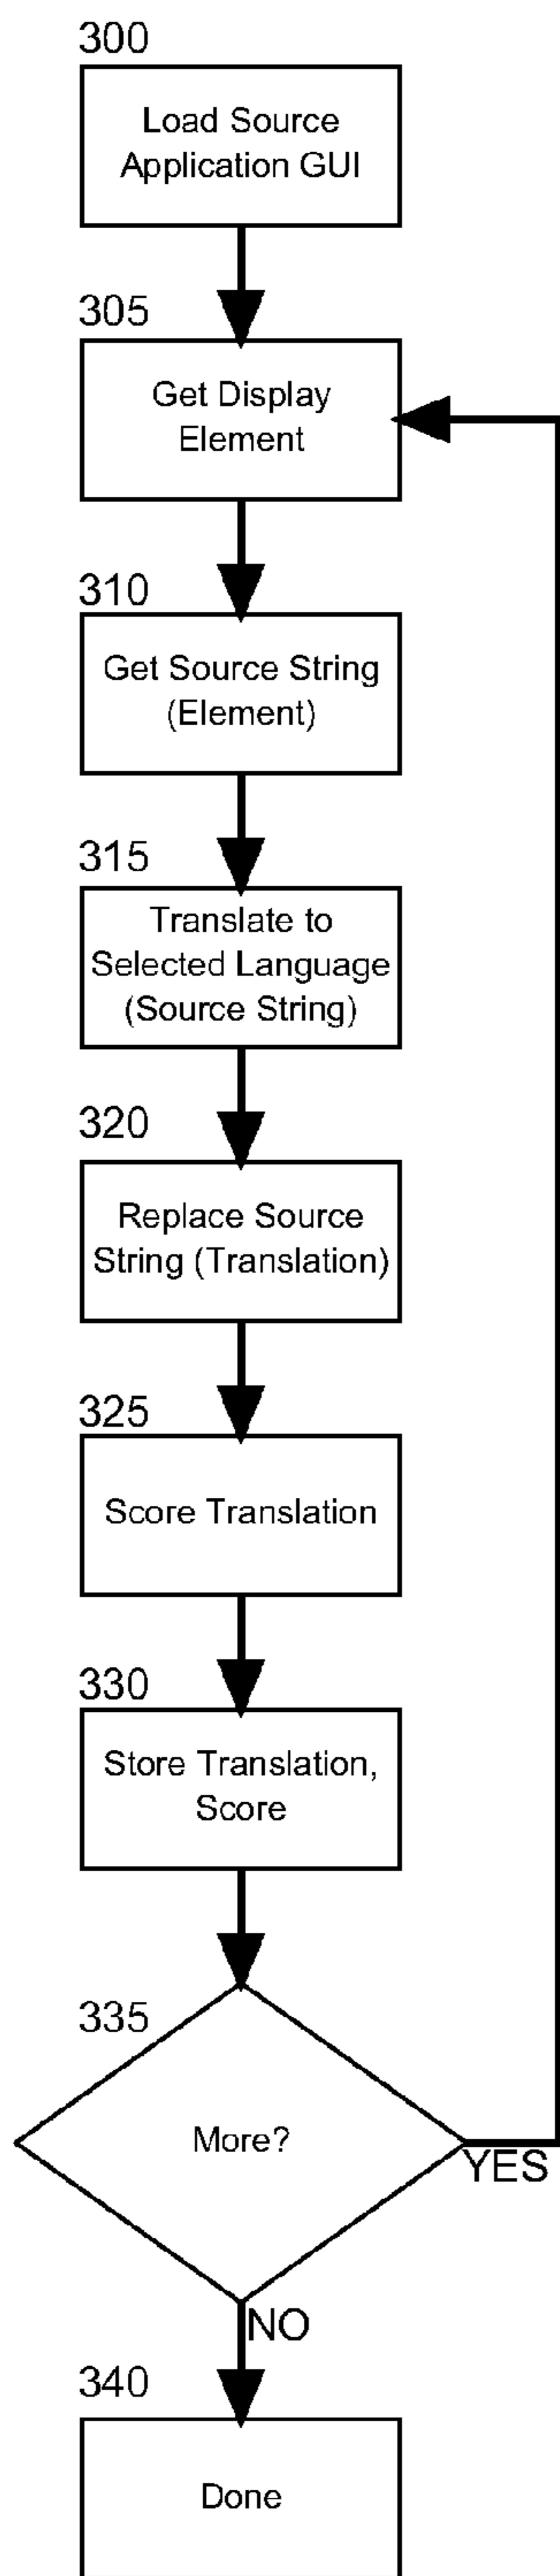 300
Load Source
Application GUI
305
Get Display
Element
310
Get Source String
(Element)
315
Translate to
Selected Language
(Source String)
320
Replace Source
String (Translation)
325
Score Translation
330
Store Translation,
Score
335
More?
YES
NO
340
Done